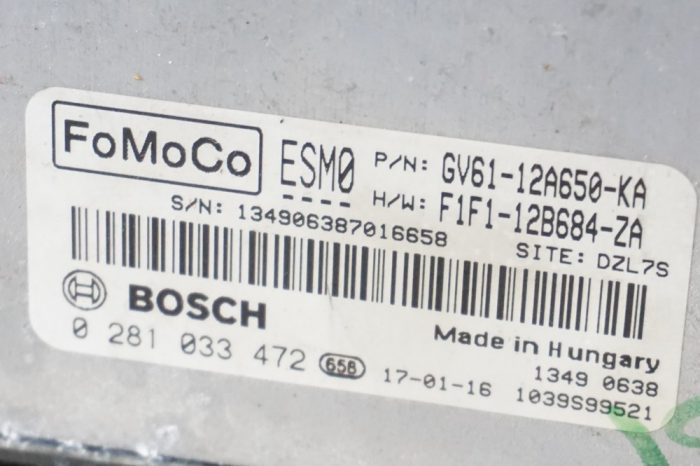 FoMoCo
ESM0
P/N: GV61-12A650-KA
H/W: F1F1-12B684-ZA
S/N: 134906387016658
SITE: DZL7S
BOSCH
Made in Hungary
0 281 033 472 658 17-01-16
1349 0638
1039S99521